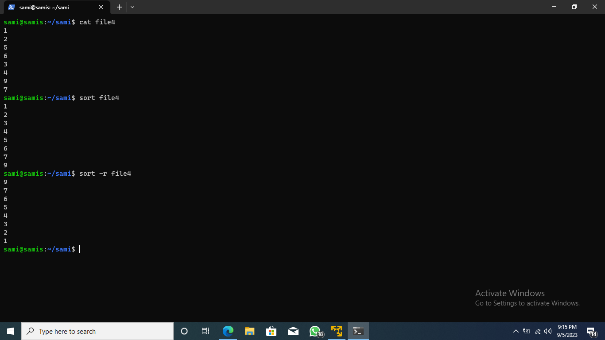 sami@samis: ~/sami
sami@samis:~/sami$ cat file4
1
2
5
6
3
4
9
7
sami@samis:~/sami$ sort file4
1
2
3
4
5
6
7
9
sami@samis:~/sami$ sort -r file4
9
7
6
5
4
3
2
1
sami@samis:~/sami$
Activate Windows
Go to Settings to activate Windows.
Type here to search
9:15 PM
9/5/2023